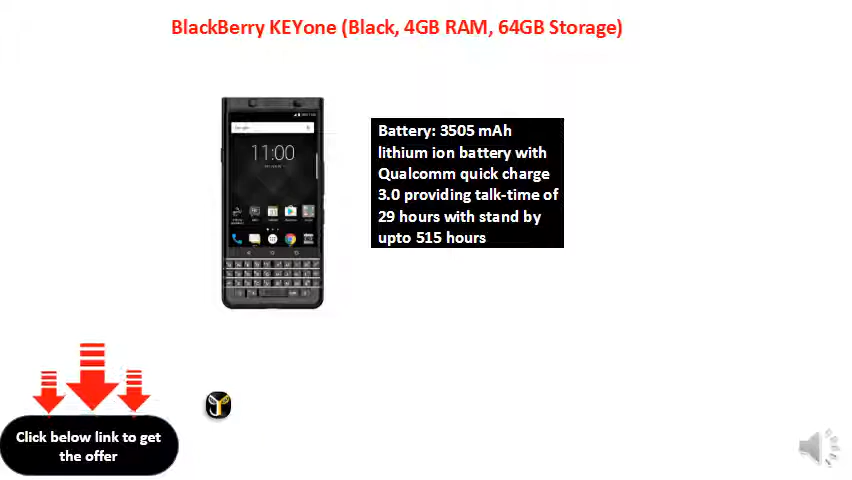 BlackBerry KEYone (Black, 4GB RAM, 64GB Storage)
11:00
Battery: 3505 mAh
lithium ion battery with
Qualcomm quick charge
3.0 providing talk-time of
29 hours with stand by
upto 515 hours
Click below link to get
the offer